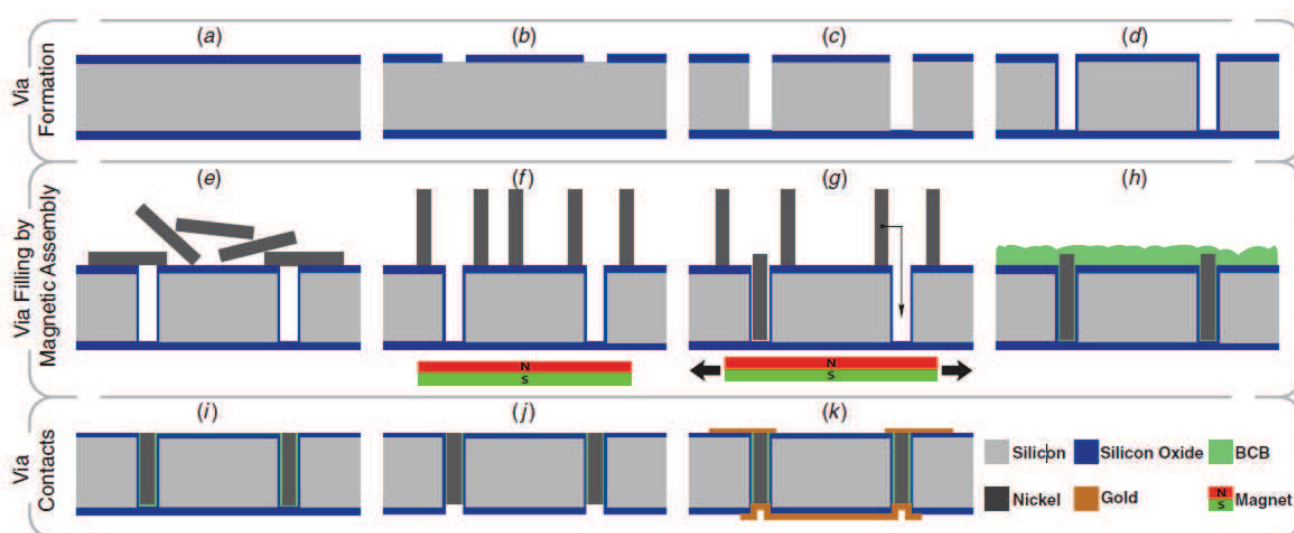 Via
Formation
(a) (b) (c) (d)
Via Filling by
Magnetic Assembly
(e) (f) (g) (h)
N
S
N
S
Via
Contacts
(i) (j) (k)
Silicon Silicon Oxide BCB
Nickel Gold N S Magnet